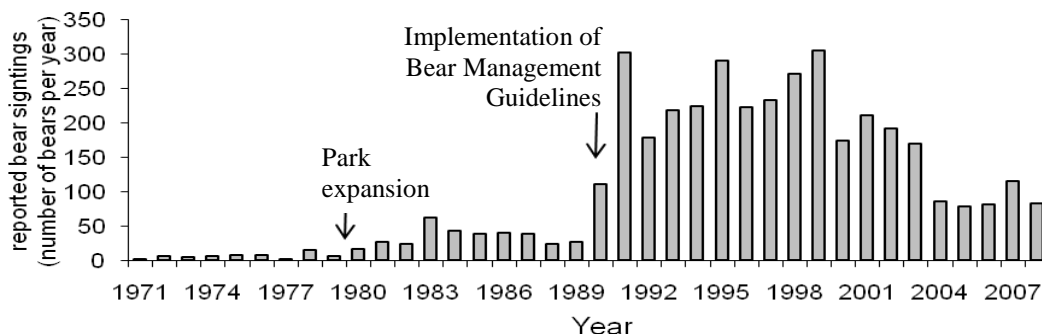 350
300
250
200
150
100
50
0
reported bear signtings
(number of bears per year)
Implementation of
Bear Management
Guidelines
Park
expansion
1971 1974 1977 1980 1983 1986 1989 1992 1995 1998 2001 2004 2007
Year